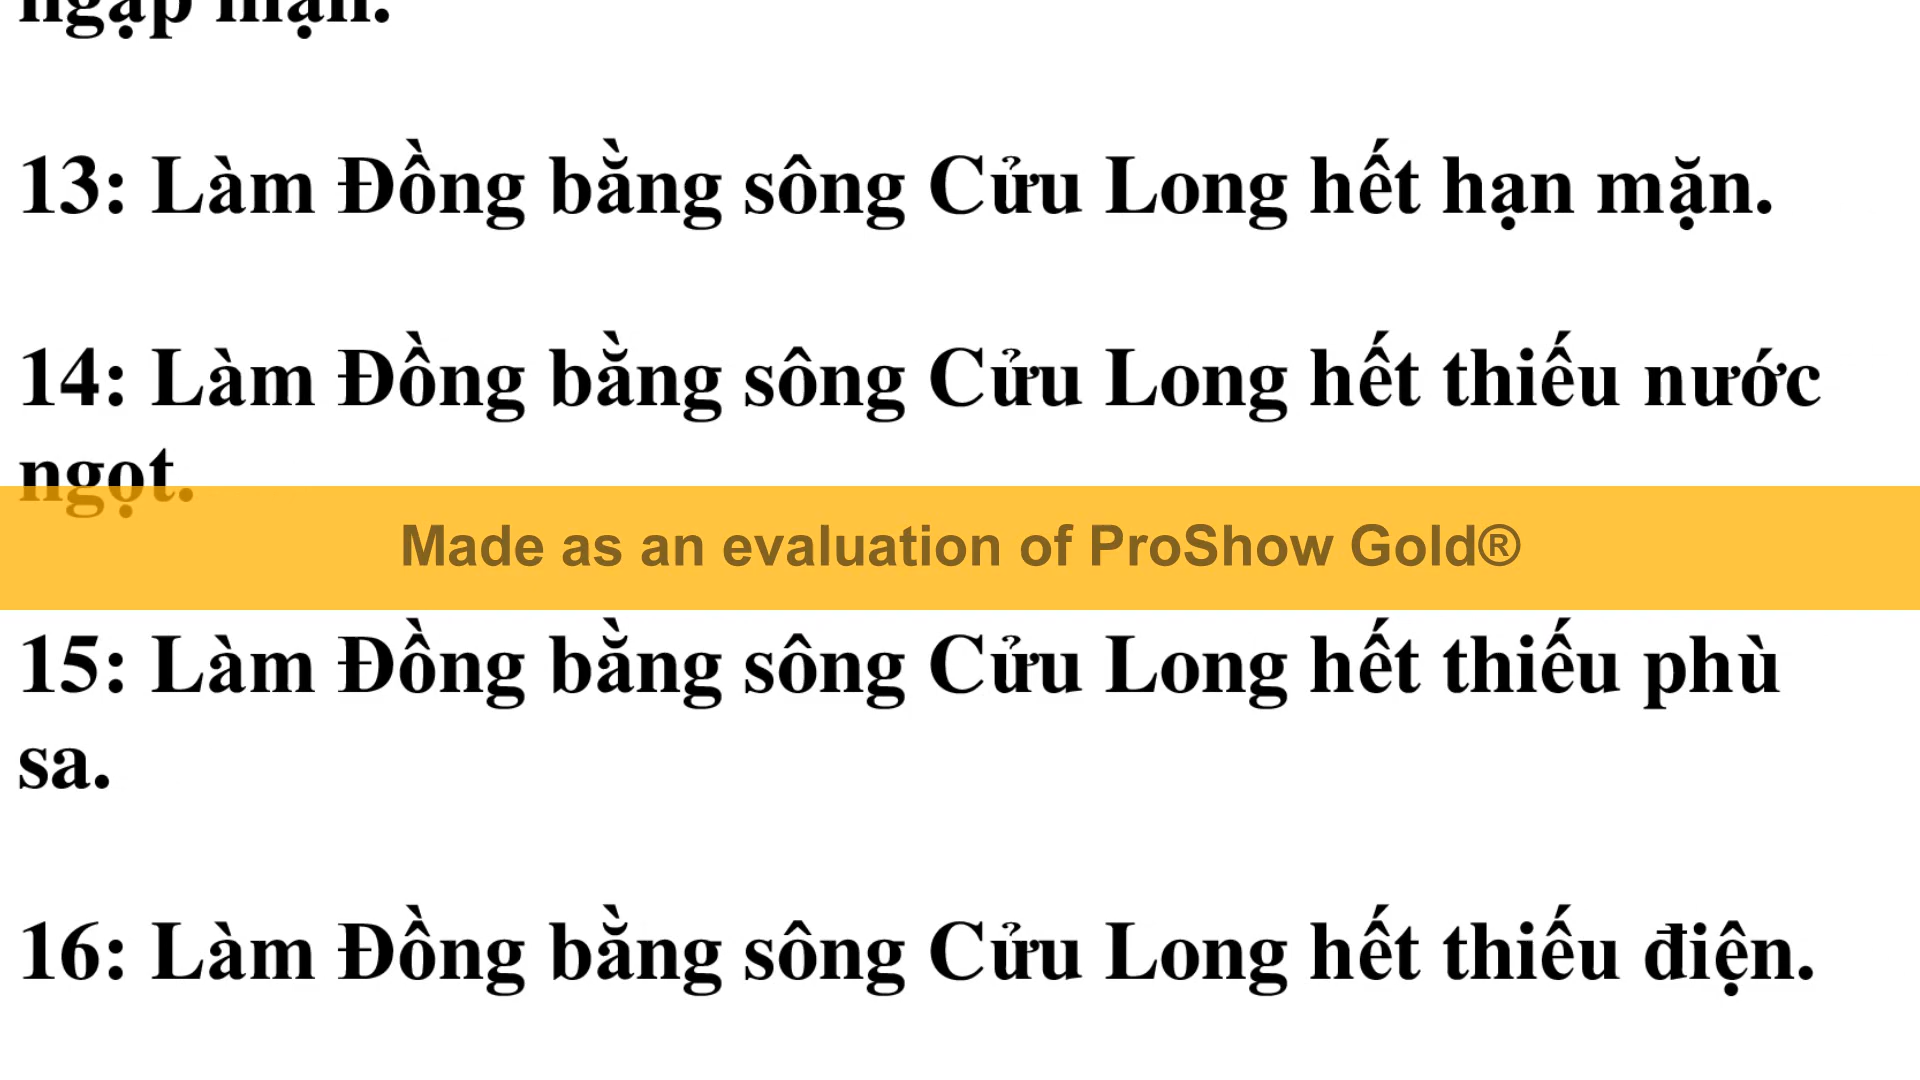 ngập mặn.
13: Làm Đồng bằng sông Cửu Long hết hạn mặn.
14: Làm Đồng bằng sông Cửu Long hết thiếu nước
ngọt.
Made as an evaluation of ProShow Gold®
15: Làm Đồng bằng sông Cửu Long hết thiếu phù
sa.
16: Làm Đồng bằng sông Cửu Long hết thiếu điện.